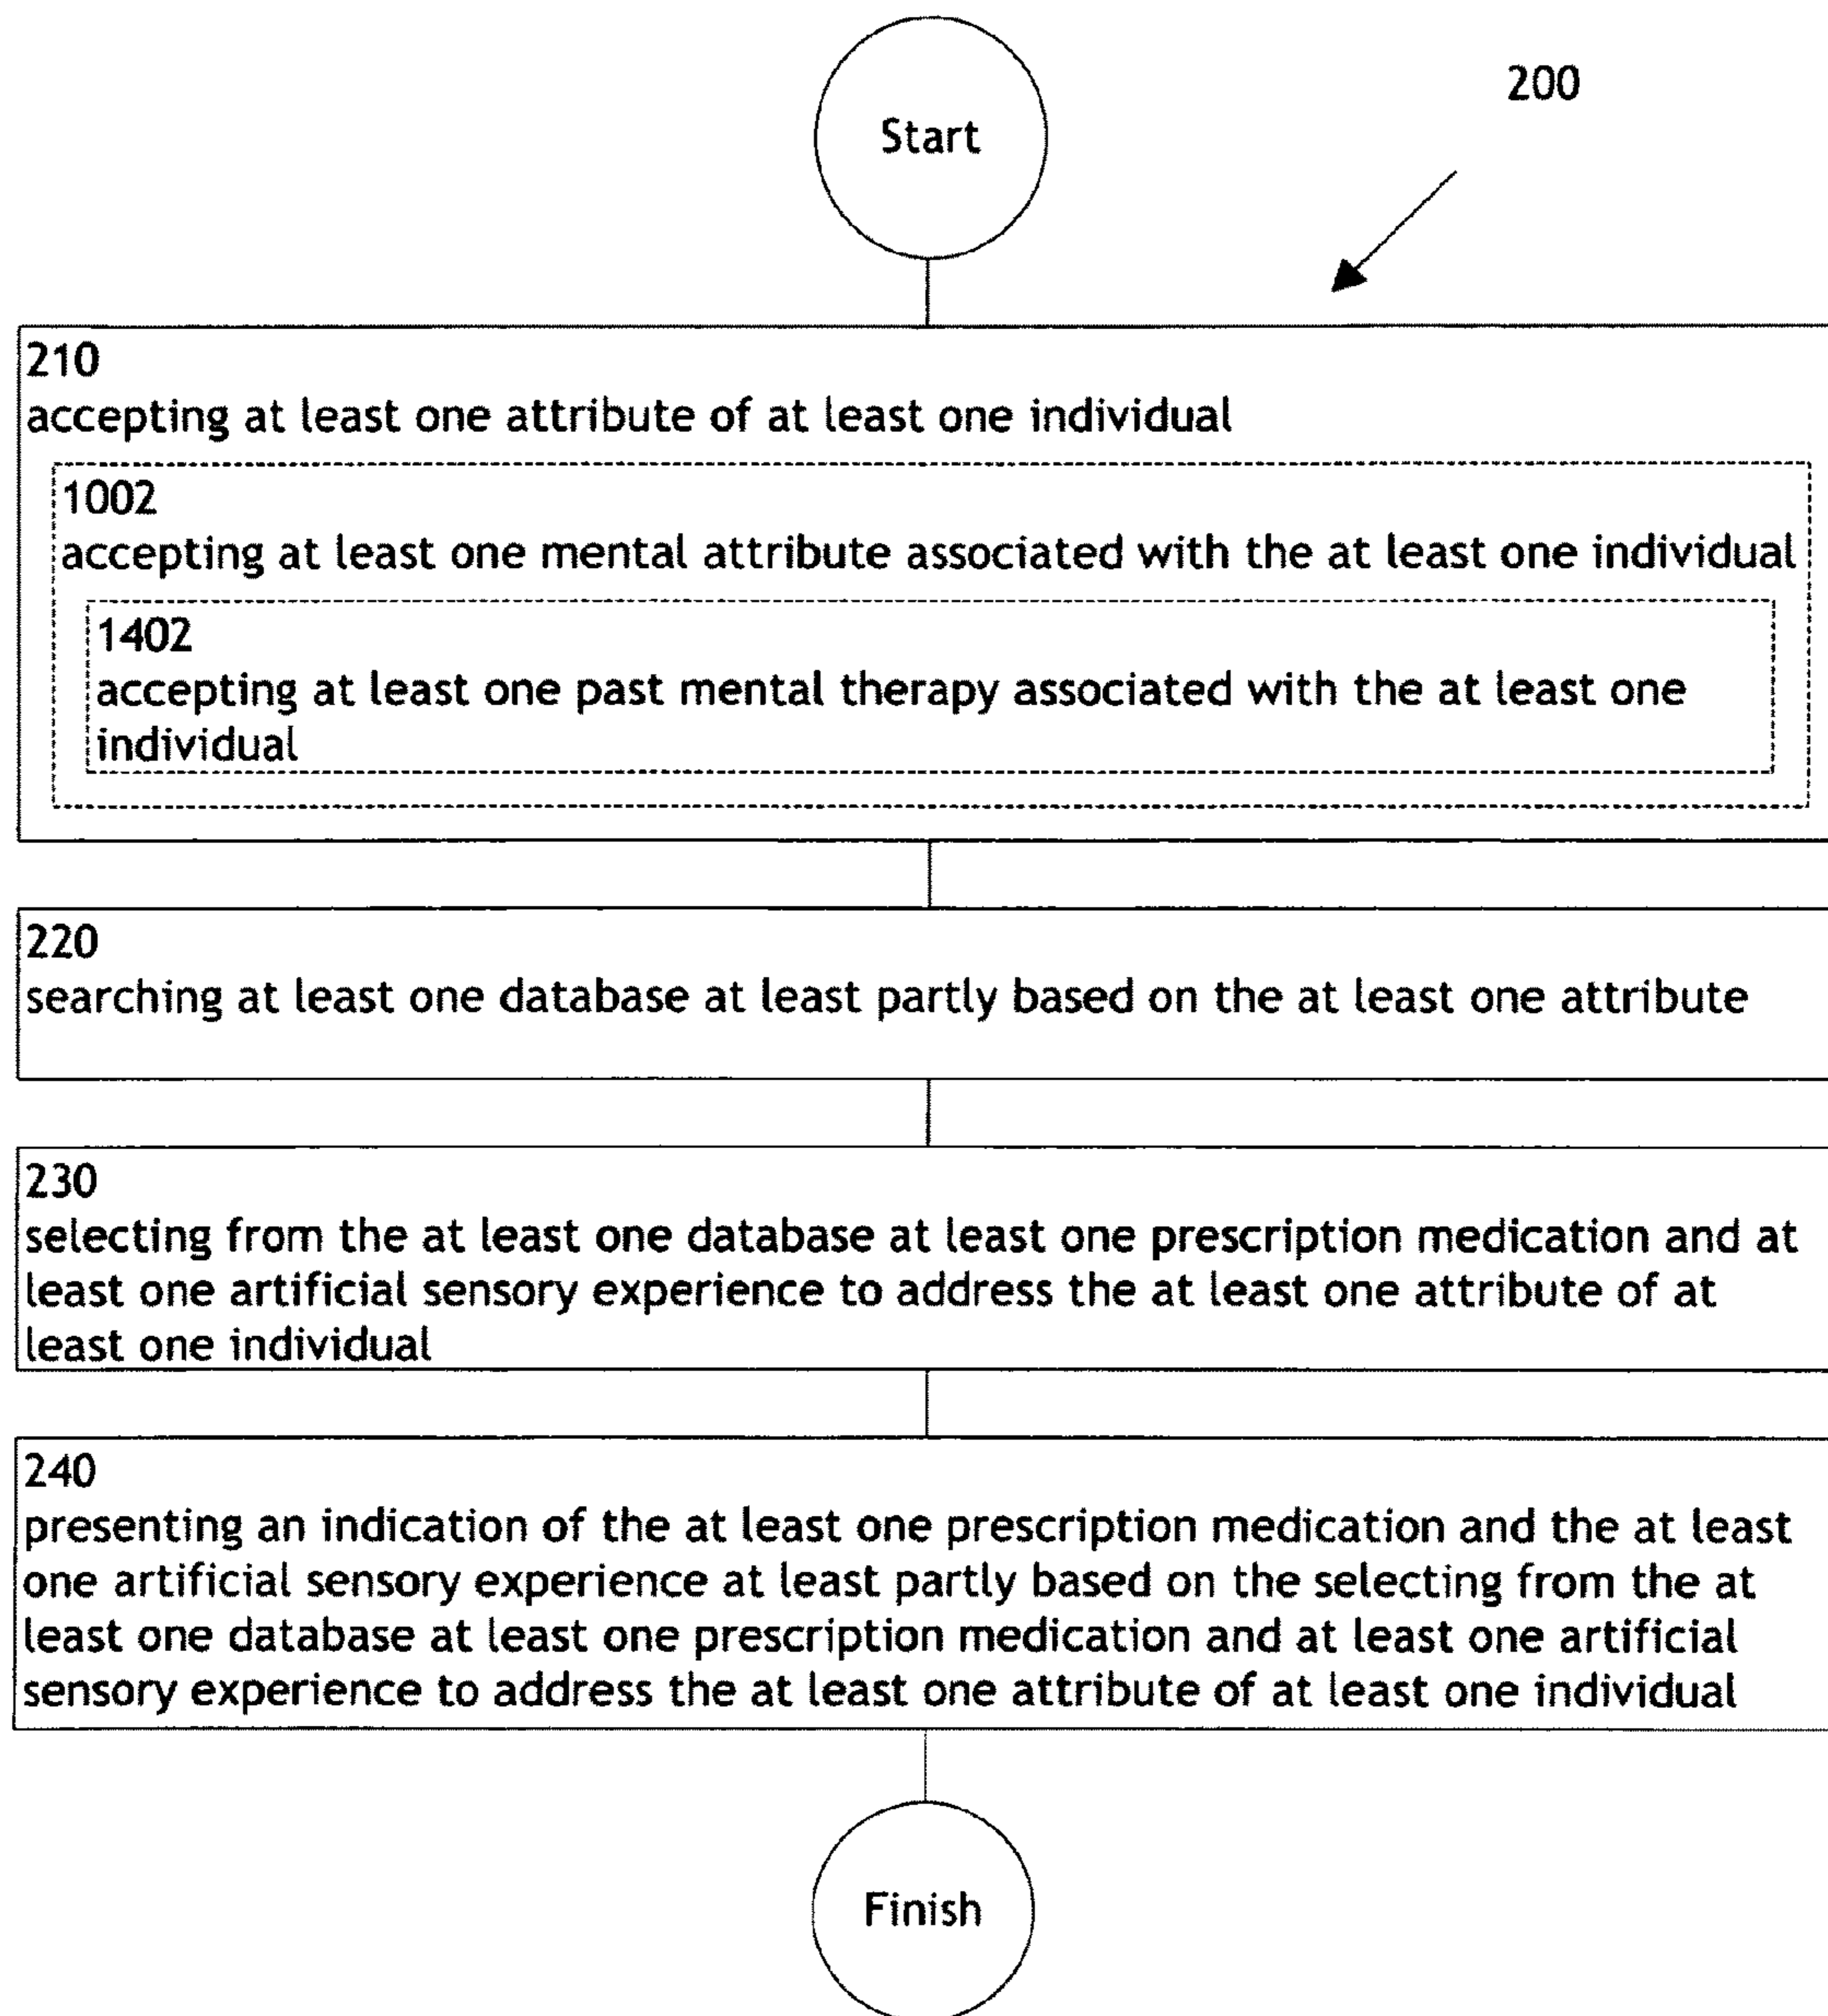 Start
200
210
accepting at least one attribute of at least one individual
1002
accepting at least one mental attribute associated with the at least one individual
1402
accepting at least one past mental therapy associated with the at least one
individual
220
searching at least one database at least partly based on the at least one attribute
230
selecting from the at least one database at least one prescription medication and at
least one artificial sensory experience to address the at least one attribute of at
least one individual
240
presenting an indication of the at least one prescription medication and the at least
one artificial sensory experience at least partly based on the selecting from the at
least one database at least one prescription medication and at least one artificial
sensory experience to address the at least one attribute of at least one individual
Finish